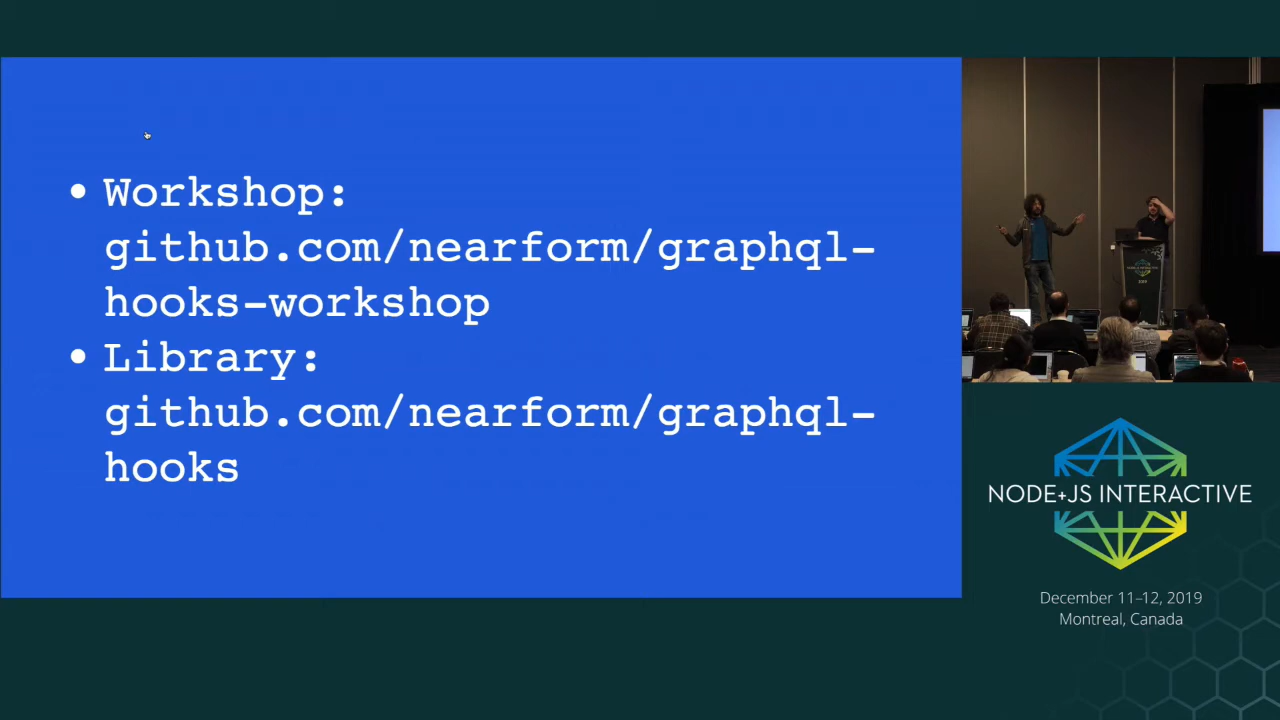 • Workshop:
github.com/nearform/graphql-
hooks-workshop
• Library:
github.com/nearform/graphql-
hooks
NODE+JS INTERACTIVE
December 11–12, 2019
Montreal, Canada